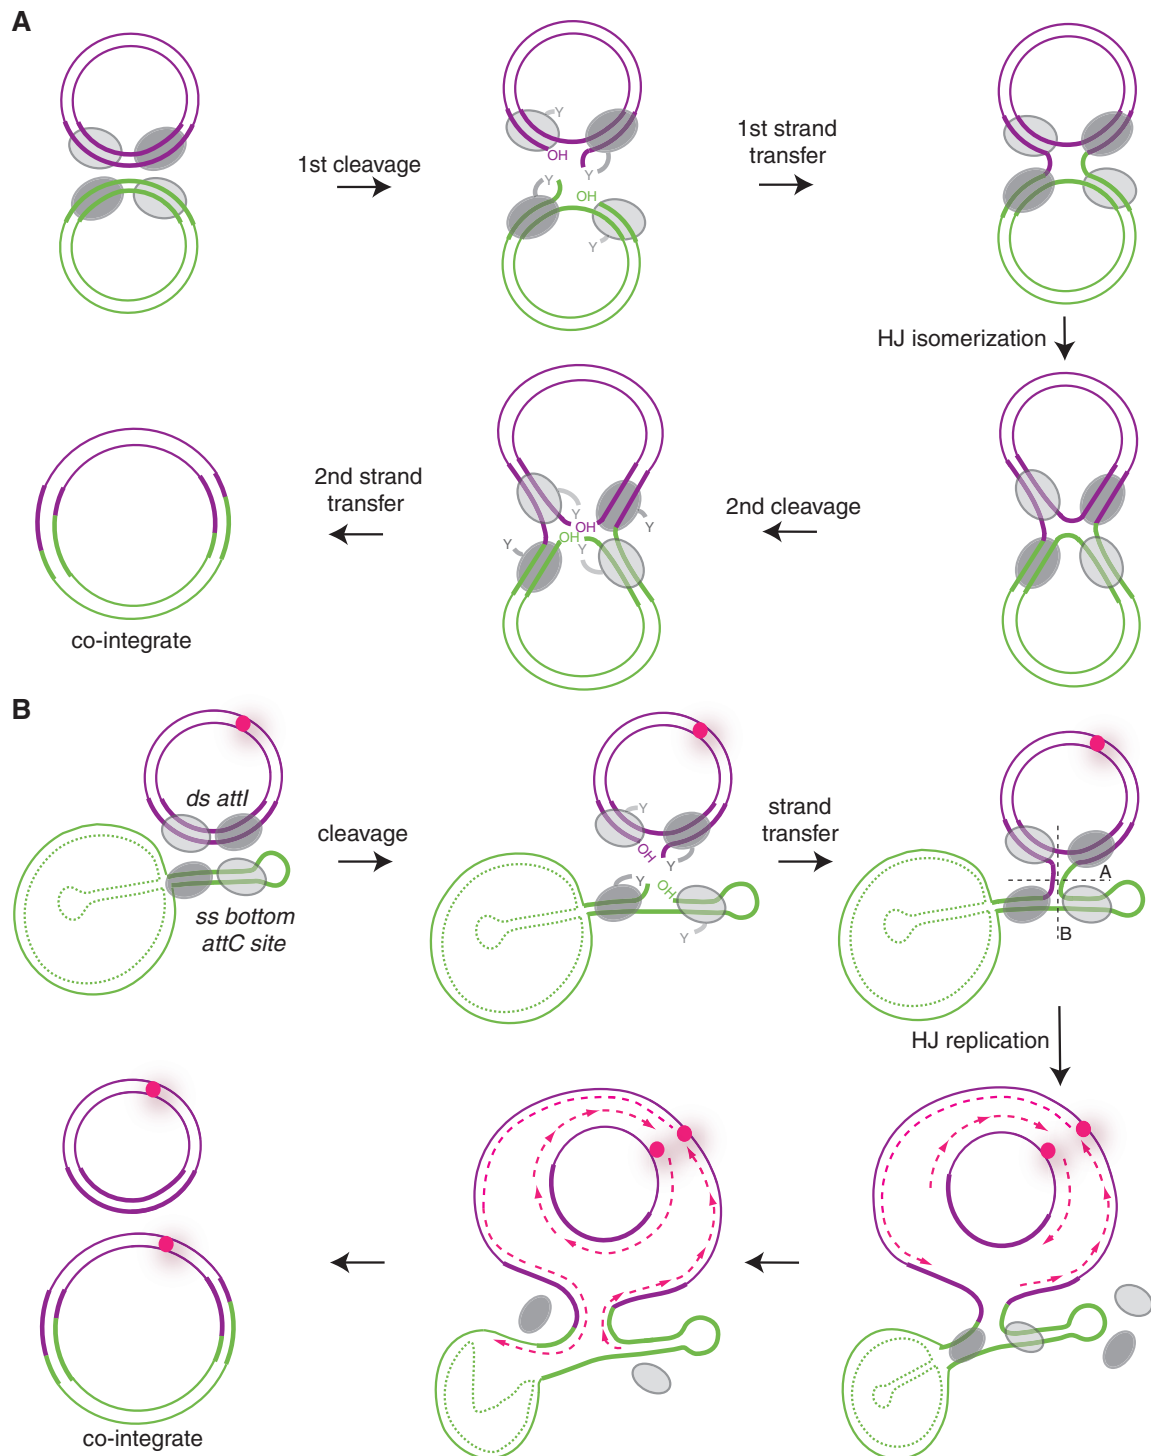 A
1st cleavage
1st strand
transfer
Y
OH
Y
Y
OH
Y
HJ isomerization
2nd cleavage
2nd strand
transfer
Y
OH
Y
OH
Y
Y
co-integrate
B
ds attI
ss bottom
attC site
cleavage
Y
OH
Y
Y
OH
Y
strand
transfer
A
B
HJ replication
co-integrate